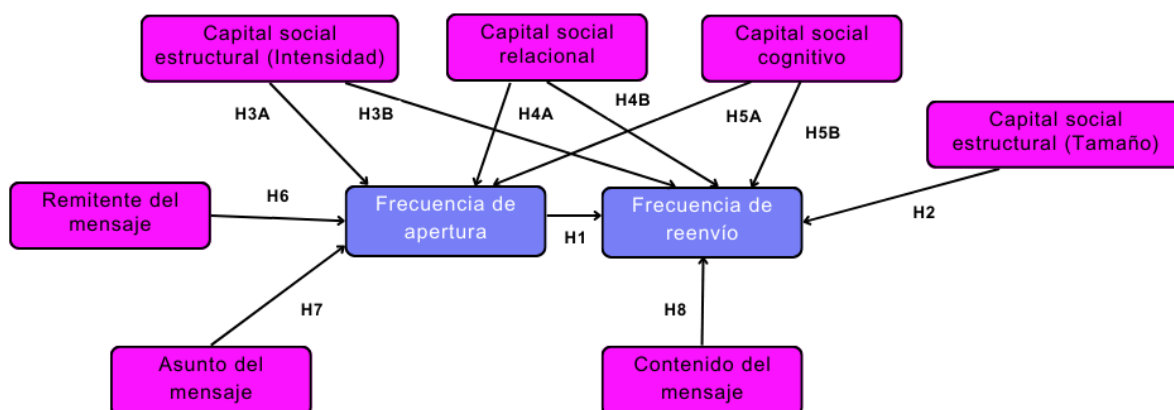 Capital social
estructural (Intensidad)
Capital social
relacional
Capital social
cognitivo
H3A
H3B
H4A
H4B
H5A
H5B
Capital social
estructural (Tamaño)
Remitente del
mensaje
H6
Frecuencia de
apertura
H1
Frecuencia de
reenvío
H2
H7
H8
Asunto del
mensaje
Contenido del
mensaje